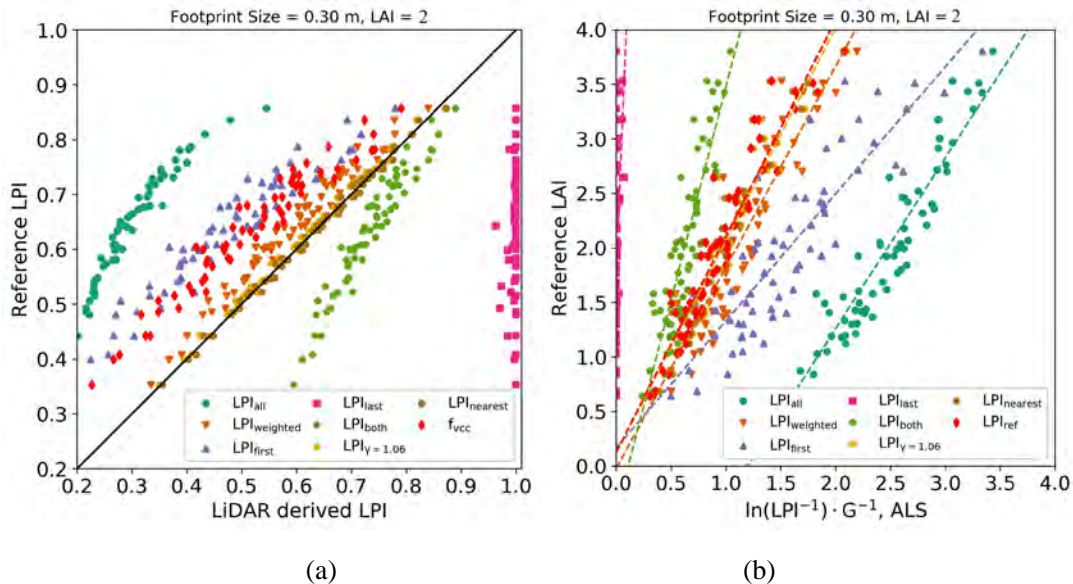 Footprint Size = 0.30 m, LAI = 2
1.0
0.9
0.8
0.7
0.6
0.5
0.4
0.3
0.2
Reference LPI
LPIall
LPIweighted
LPIfirst
LPIlast
LPIboth
LPIγ = 1.06
LPInearest
fvcc
0.2 0.3 0.4 0.5 0.6 0.7 0.8 0.9 1.0
LiDAR derived LPI
(a)
Footprint Size = 0.30 m, LAI = 2
4.0
3.5
3.0
2.5
2.0
1.5
1.0
0.5
0.0
Reference LAI
LPIall
LPIweighted
LPIfirst
LPIlast
LPIboth
LPIγ = 1.06
LPInearest
LPIref
0.0 0.5 1.0 1.5 2.0 2.5 3.0 3.5 4.0
ln(LPI⁻¹) · G⁻¹, ALS
(b)